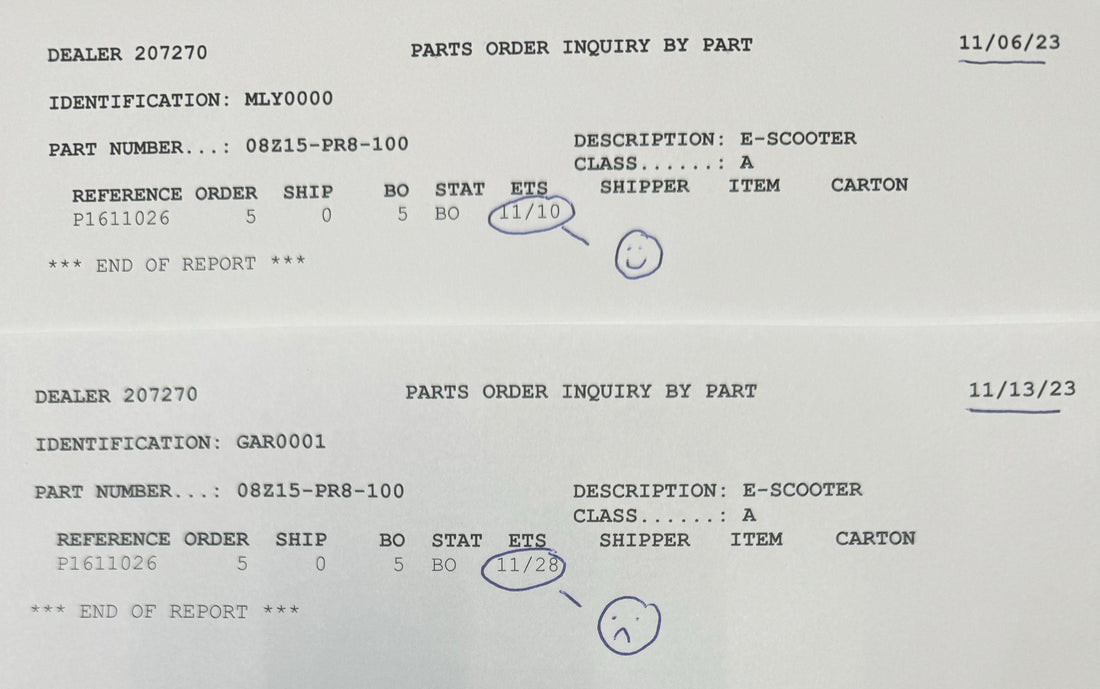 DEALER 207270 PARTS ORDER INQUIRY BY PART 11/06/23
IDENTIFICATION: MLY0000
PART NUMBER...: 08Z15-PR8-100 DESCRIPTION: E-SCOOTER
CLASS......: A
REFERENCE ORDER SHIP BO STAT ETS SHIPPER ITEM CARTON
P1611026 5 0 5 BO 11/10
*** END OF REPORT ***
DEALER 207270 PARTS ORDER INQUIRY BY PART 11/13/23
IDENTIFICATION: GAR0001
PART NUMBER...: 08Z15-PR8-100 DESCRIPTION: E-SCOOTER
CLASS......: A
REFERENCE ORDER SHIP BO STAT ETS SHIPPER ITEM CARTON
P1611026 5 0 5 BO 11/28
*** END OF REPORT ***